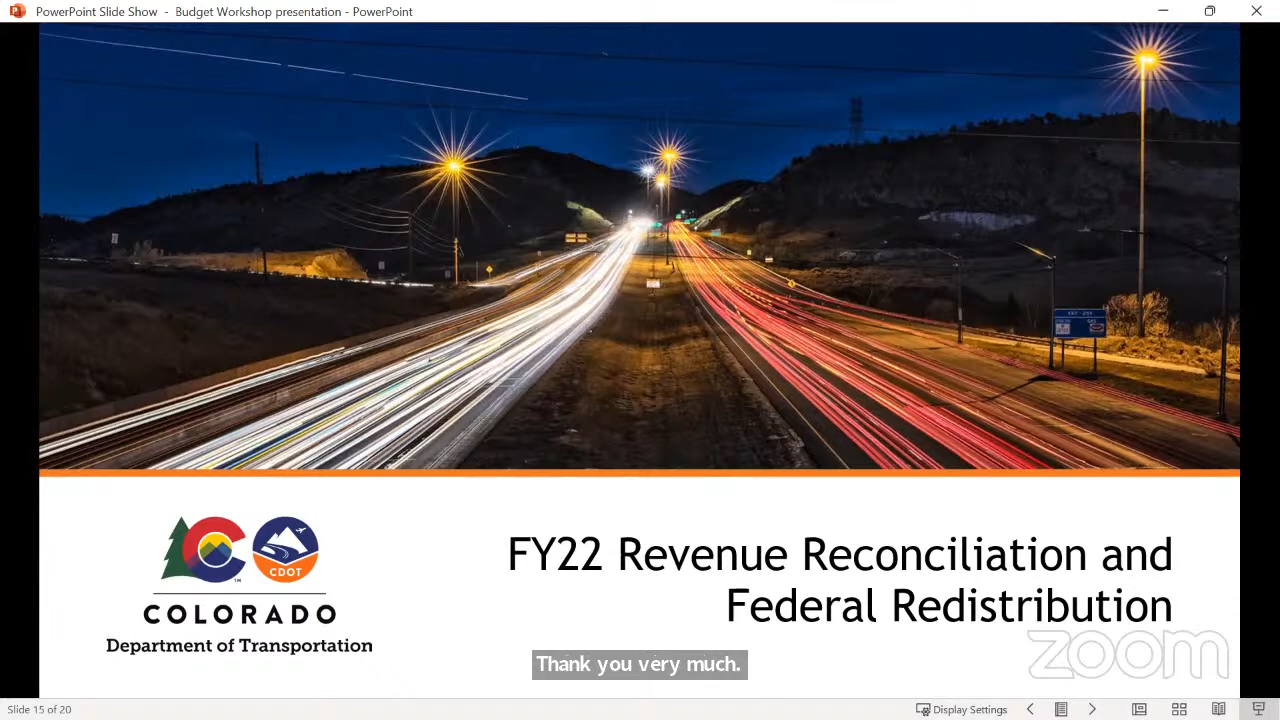 PowerPoint Slide Show - Budget Workshop presentation - PowerPoint
CDOT
COLORADO
Department of Transportation
FY22 Revenue Reconciliation and
Federal Redistribution
Thank you very much.
zoom
Slide 15 of 20
Display Settings